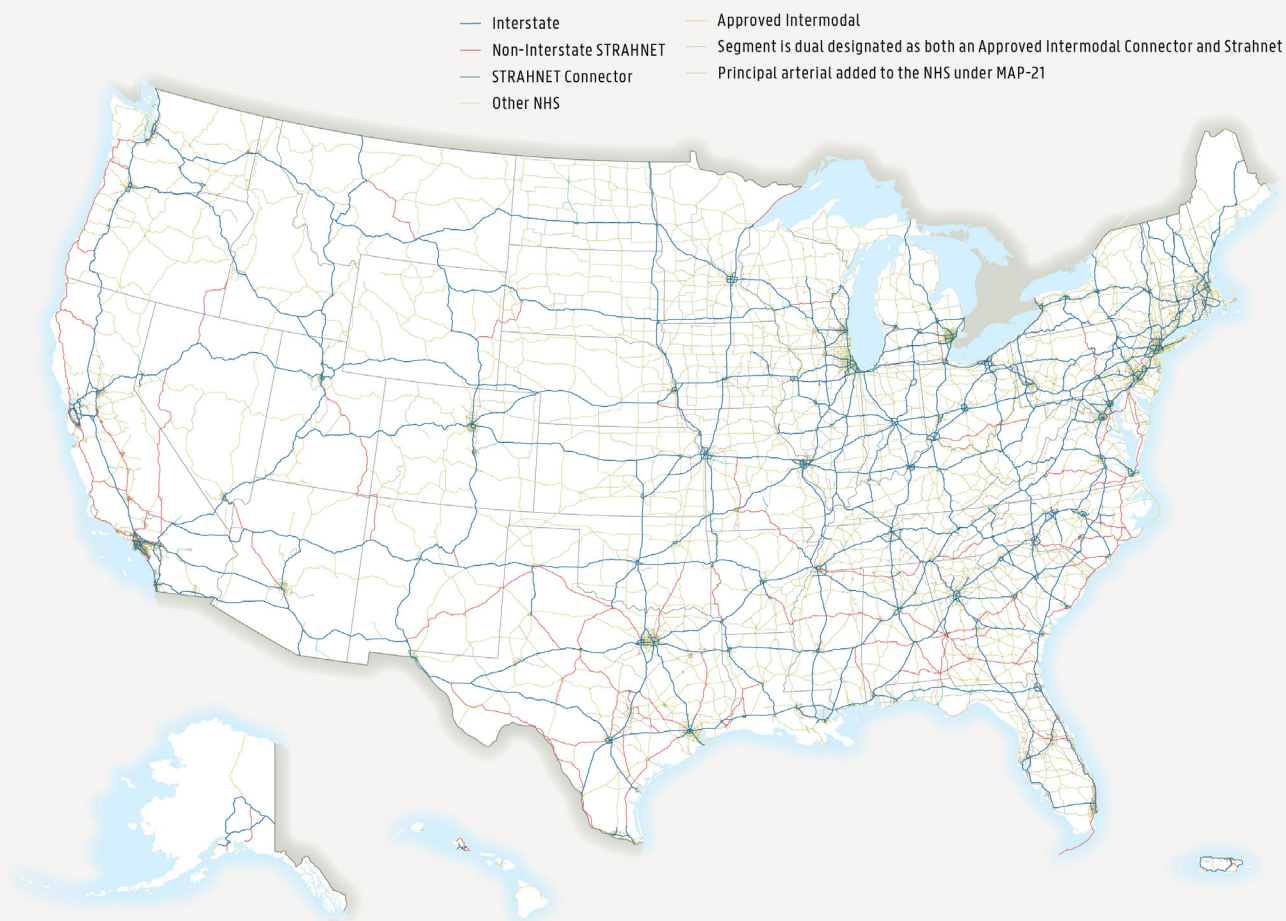 Interstate
Non-Interstate STRAHNET
STRAHNET Connector
Other NHS
Approved Intermodal
Segment is dual designated as both an Approved Intermodal Connector and Strahnet
Principal arterial added to the NHS under MAP-21